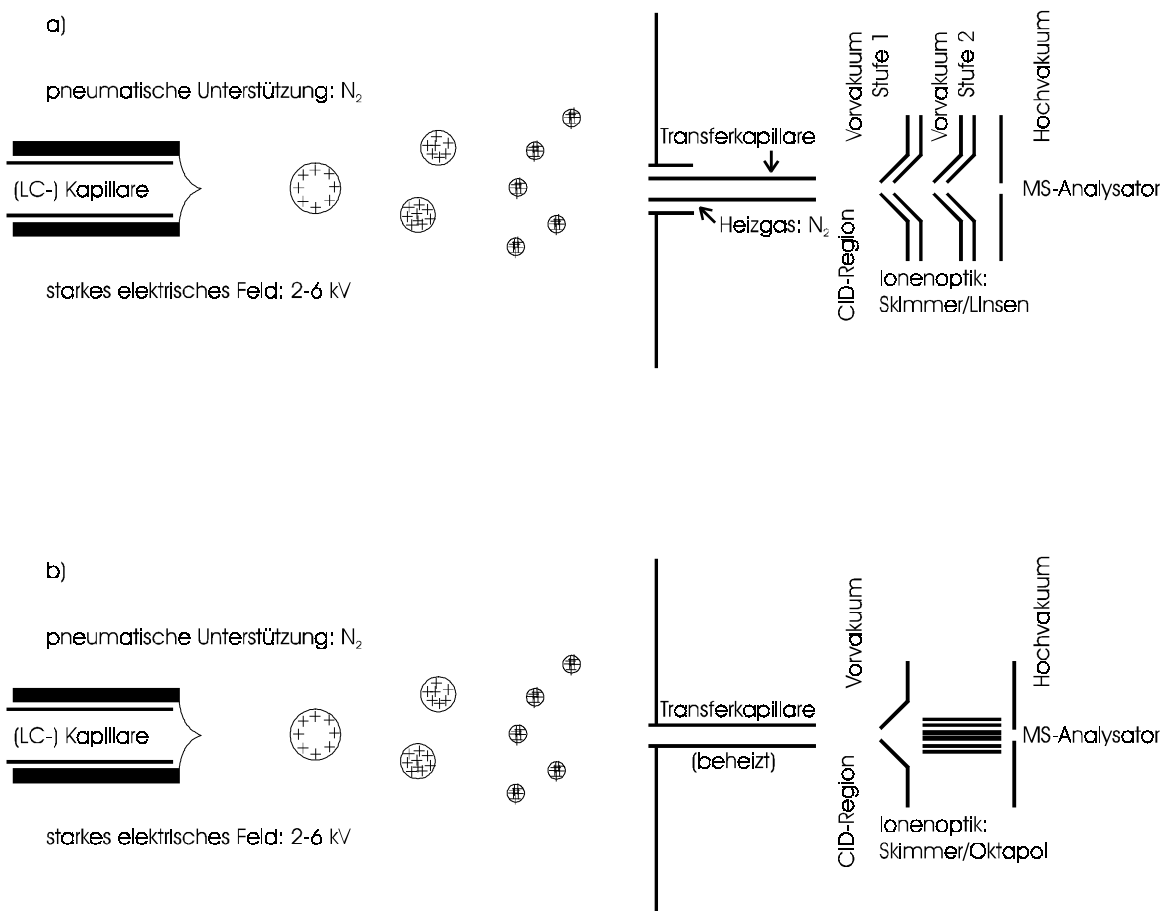 a)
pneumatische Unterstützung: N₂
(LC-) Kapillare
starkes elektrisches Feld: 2-6 kV
Transferkapillare
Heizgas: N₂
Vorvakuum
Stufe 1
Vorvakuum
Stufe 2
Hochvakuum
MS-Analysator
CID-Region
Ionenoptik:
Skimmer/Linsen
b)
pneumatische Unterstützung: N₂
(LC-) Kapillare
starkes elektrisches Feld: 2-6 kV
Transferkapillare
(beheizt)
Vorvakuum
Hochvakuum
MS-Analysator
CID-Region
Ionenoptik:
Skimmer/Oktapol